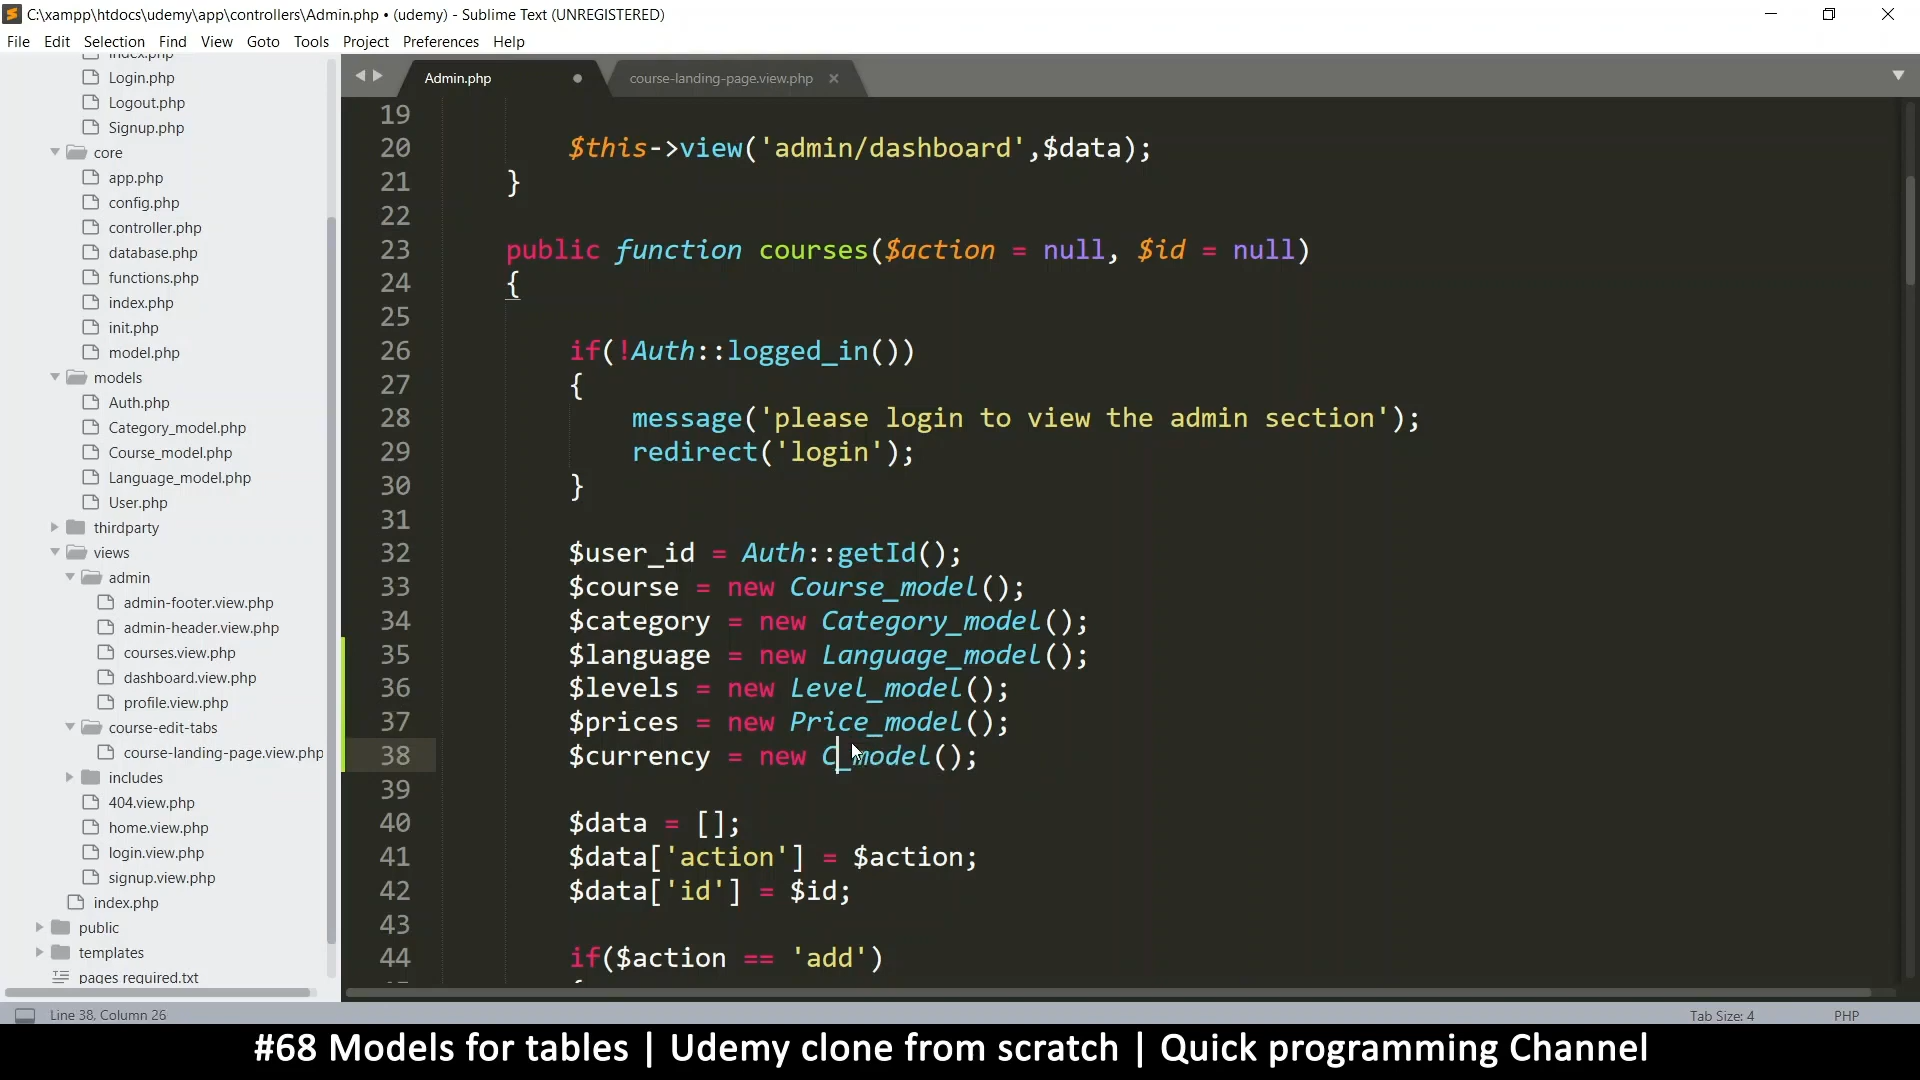 C:\xampp\htdocs\udemy\app\controllers\Admin.php • (udemy) - Sublime Text (UNREGISTERED)
File Edit Selection Find View Goto Tools Project Preferences Help
index.php
Login.php
Logout.php
Signup.php
core
app.php
config.php
controller.php
database.php
functions.php
index.php
init.php
model.php
models
Auth.php
Category_model.php
Course_model.php
Language_model.php
User.php
thirdparty
views
admin
admin-footer.view.php
admin-header.view.php
courses.view.php
dashboard.view.php
profile.view.php
course-edit-tabs
course-landing-page.view.php
includes
404.view.php
home.view.php
login.view.php
signup.view.php
index.php
public
templates
pages required.txt
Admin.php course-landing-page.view.php
19
20 $this->view('admin/dashboard',$data);
21 }
22
23 public function courses($action = null, $id = null)
24 {
25
26 if(!Auth::logged_in())
27 {
28 message('please login to view the admin section');
29 redirect('login');
30 }
31
32 $user_id = Auth::getId();
33 $course = new Course_model();
34 $category = new Category_model();
35 $language = new Language_model();
36 $levels = new Level_model();
37 $prices = new Price_model();
38 $currency = new C_model();
39
40 $data = [];
41 $data['action'] = $action;
42 $data['id'] = $id;
43
44 if($action == 'add')
Line 38, Column 26 Tab Size: 4 PHP
#68 Models for tables | Udemy clone from scratch | Quick programming Channel